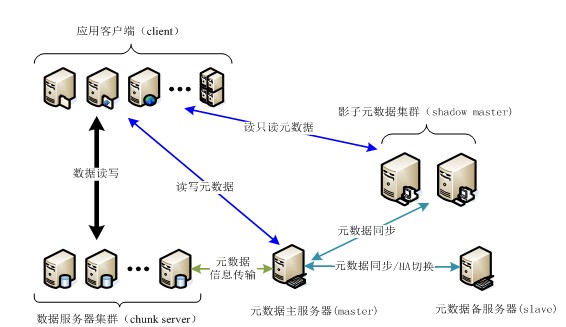 应用客户端（client）
影子元数据集群（shadow master）
读只读元数据
数据读写
读写元数据
元数据同步
元数据
信息传输
元数据同步/HA切换
数据服务器集群（chunk server）
元数据主服务器(master)
元数据备服务器(slave)